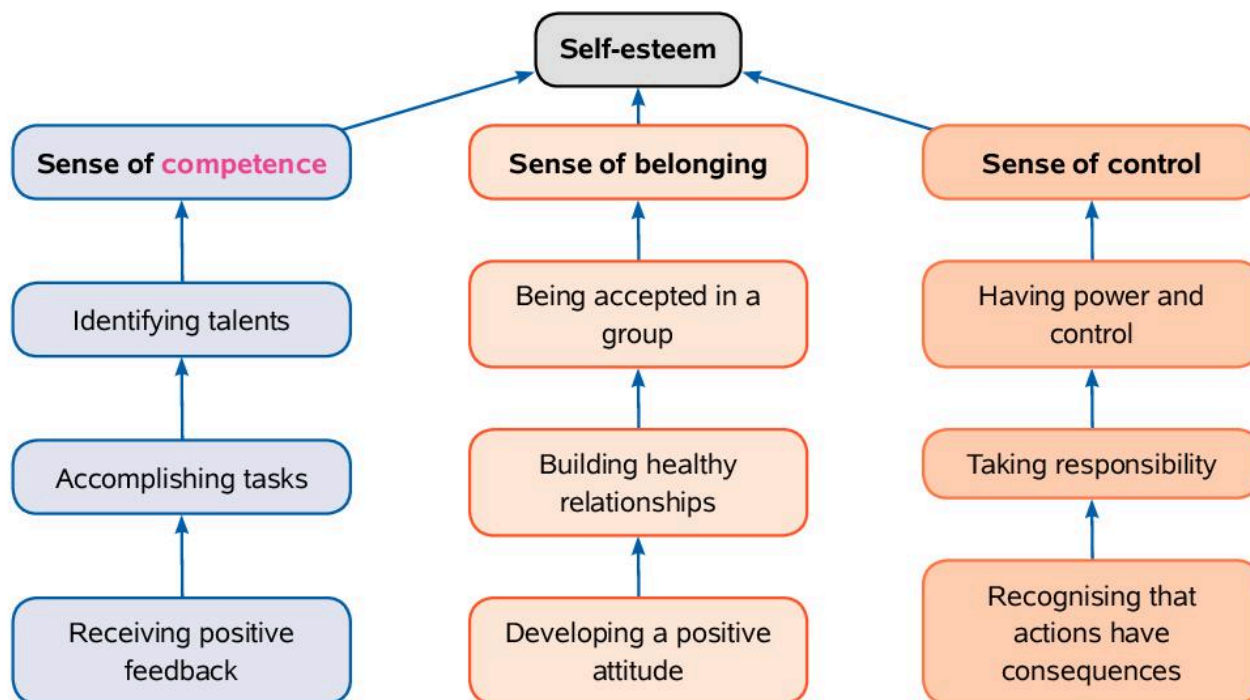 Self-esteem
Sense of competence
Sense of belonging
Sense of control
Identifying talents
Being accepted in a
group
Having power and
control
Accomplishing tasks
Building healthy
relationships
Taking responsibility
Receiving positive
feedback
Developing a positive
attitude
Recognising that
actions have
consequences